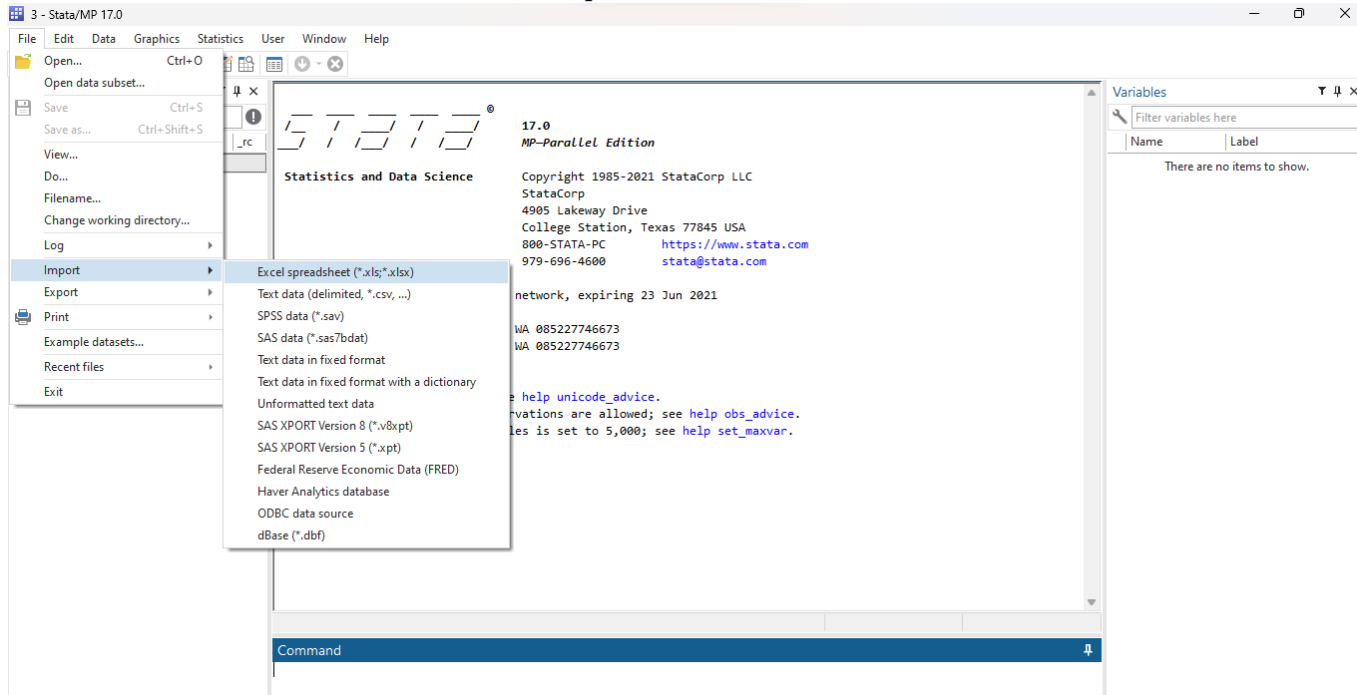 3 - Stata/MP 17.0
File Edit Data Graphics Statistics User Window Help
Open... Ctrl+O
Open data subset...
Save Ctrl+S
Save as... Ctrl+Shift+S
View...
Do...
Filename...
Change working directory...
Log
Import
Export
Print
Example datasets...
Recent files
Exit
Excel spreadsheet (*.xls;*.xlsx)
Text data (delimited, *.csv, ...)
SPSS data (*.sav)
SAS data (*.sas7bdat)
Text data in fixed format
Text data in fixed format with a dictionary
Unformatted text data
SAS XPORT Version 8 (*.v8xpt)
SAS XPORT Version 5 (*.xpt)
Federal Reserve Economic Data (FRED)
Haver Analytics database
ODBC data source
dBase (*.dbf)
_rc
stata ©
17.0
MP—Parallel Edition
Statistics and Data Science
Copyright 1985-2021 StataCorp LLC
StataCorp
4905 Lakeway Drive
College Station, Texas 77845 USA
800-STATA-PC https://www.stata.com
979-696-4600 stata@stata.com
network, expiring 23 Jun 2021
WA 085227746673
WA 085227746673
help unicode_advice.
are allowed; see help obs_advice.
is set to 5,000; see help set_maxvar.
Command
Variables
Filter variables here
Name Label
There are no items to show.